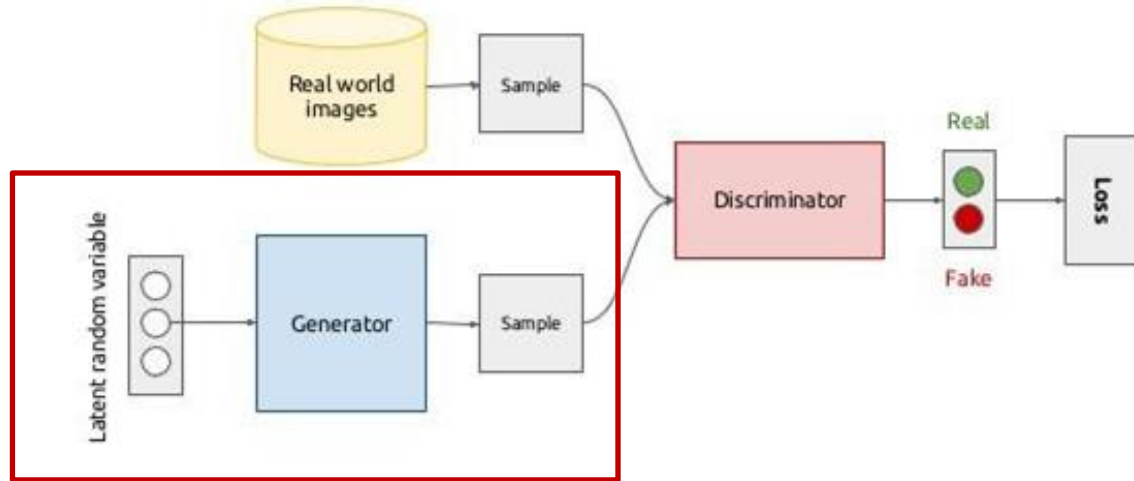 Real world
images
Sample
Real
Discriminator
Loss
Fake
Latent random variable
Generator
Sample